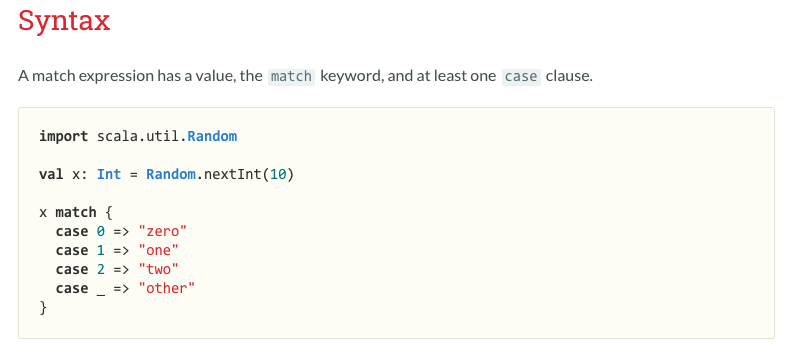 Syntax
A match expression has a value, the match keyword, and at least one case clause.
import scala.util.Random
val x: Int = Random.nextInt(10)
x match {
  case 0 => "zero"
  case 1 => "one"
  case 2 => "two"
  case _ => "other"
}